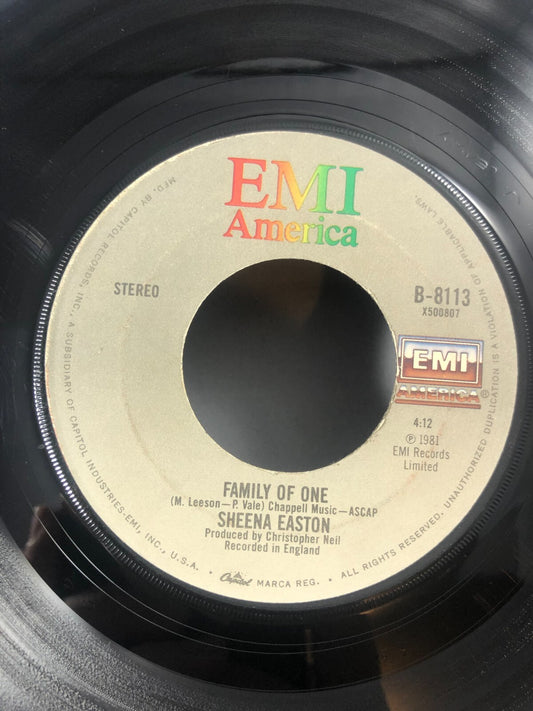 EMI
America
STEREO
B-8113
X500807
EMI
AMERICA®
4:12
℗ 1981
EMI Records
Limited
FAMILY OF ONE
(M. Leeson—P. Vale) Chappell Music—ASCAP
SHEENA EASTON
Produced by Christopher Neil
Recorded in England
MFD. BY CAPITOL RECORDS, INC., A SUBSIDIARY OF CAPITOL INDUSTRIES-EMI, INC., U.S.A. • Capitol MARCA REG. • ALL RIGHTS RESERVED. UNAUTHORIZED DUPLICATION IS A VIOLATION OF APPLICABLE LAWS.